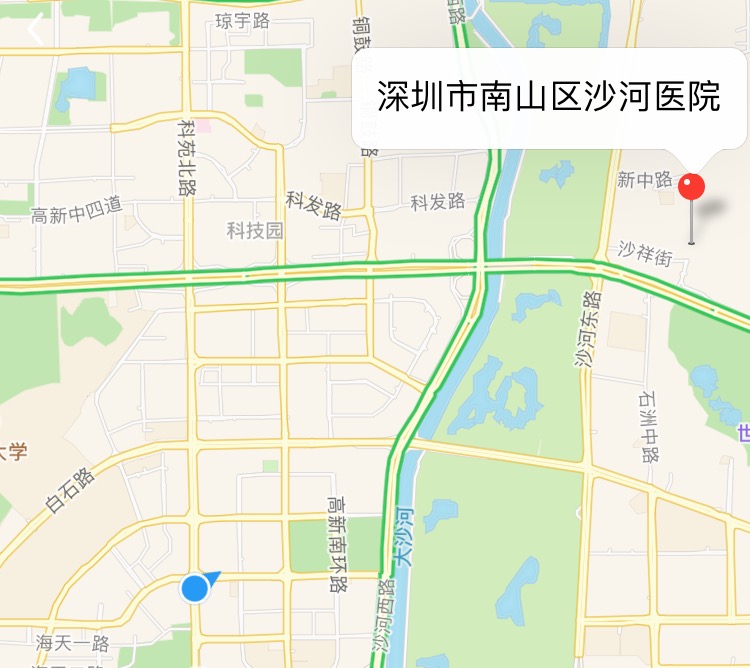 琼宇路
铜鼓
西路
深圳市南山区沙河医院
路
科苑北路
新中路
高新中四道
科发路
科发路
科技园
沙祥街
沙河东路
石洲中路
世
大学
白石路
高新南环路
大沙河
沙河西路
海天一路